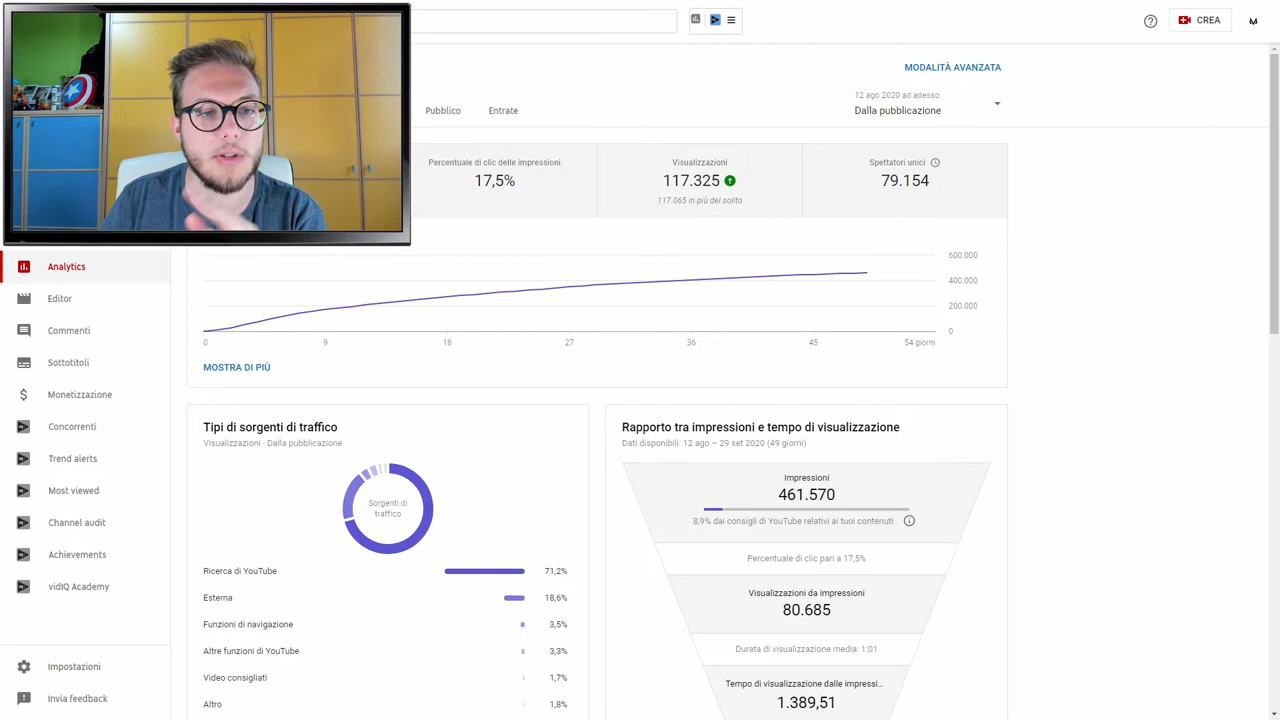 CREA
MODALITÀ AVANZATA
12 ago 2020 ad adesso
Dalla pubblicazione
Pubblico
Entrate
Percentuale di clic delle impressioni
17,5%
Visualizzazioni
117.325
117.065 in più del solito
Spettatori unici
79.154
600.000
400.000
200.000
0
0
9
18
27
36
45
54 giorni
MOSTRA DI PIÙ
Analytics
Editor
Commenti
Sottotitoli
Monetizzazione
Concorrenti
Trend alerts
Most viewed
Channel audit
Achievements
vidIQ Academy
Impostazioni
Invia feedback
Tipi di sorgenti di traffico
Visualizzazioni · Dalla pubblicazione
Sorgenti di
traffico
Ricerca di YouTube 71,2%
Esterna 18,6%
Funzioni di navigazione 3,5%
Altre funzioni di YouTube 3,3%
Video consigliati 1,7%
Altro 1,8%
Rapporto tra impressioni e tempo di visualizzazione
Dati disponibili: 12 ago – 29 set 2020 (49 giorni)
Impressioni
461.570
8,9% dai consigli di YouTube relativi ai tuoi contenuti
Percentuale di clic pari a 17,5%
Visualizzazioni da impressioni
80.685
Durata di visualizzazione media: 1:01
Tempo di visualizzazione dalle impressi...
1.389,51